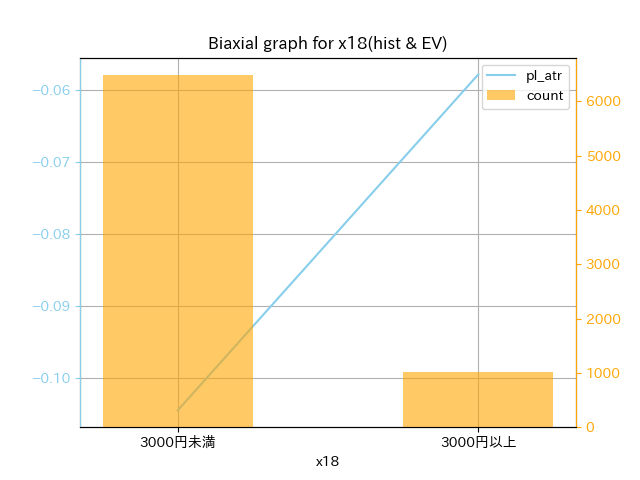 Biaxial graph for x18(hist & EV)
pl_atr
count
−0.06
−0.07
−0.08
−0.09
−0.10
6000
5000
4000
3000
2000
1000
0
3000円未満
3000円以上
x18